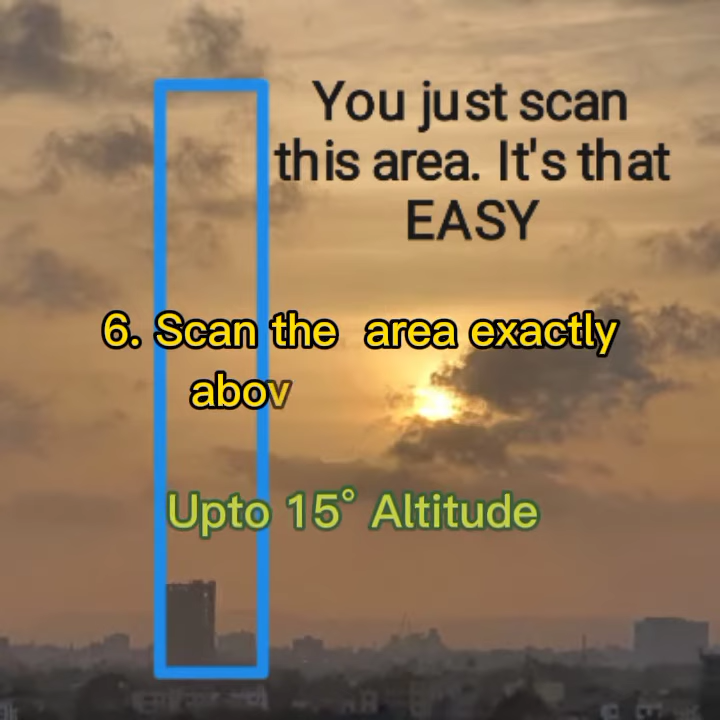 You just scan
this area. It's that
EASY
6. Scan the  area exactly
abov
Upto 15° Altitude